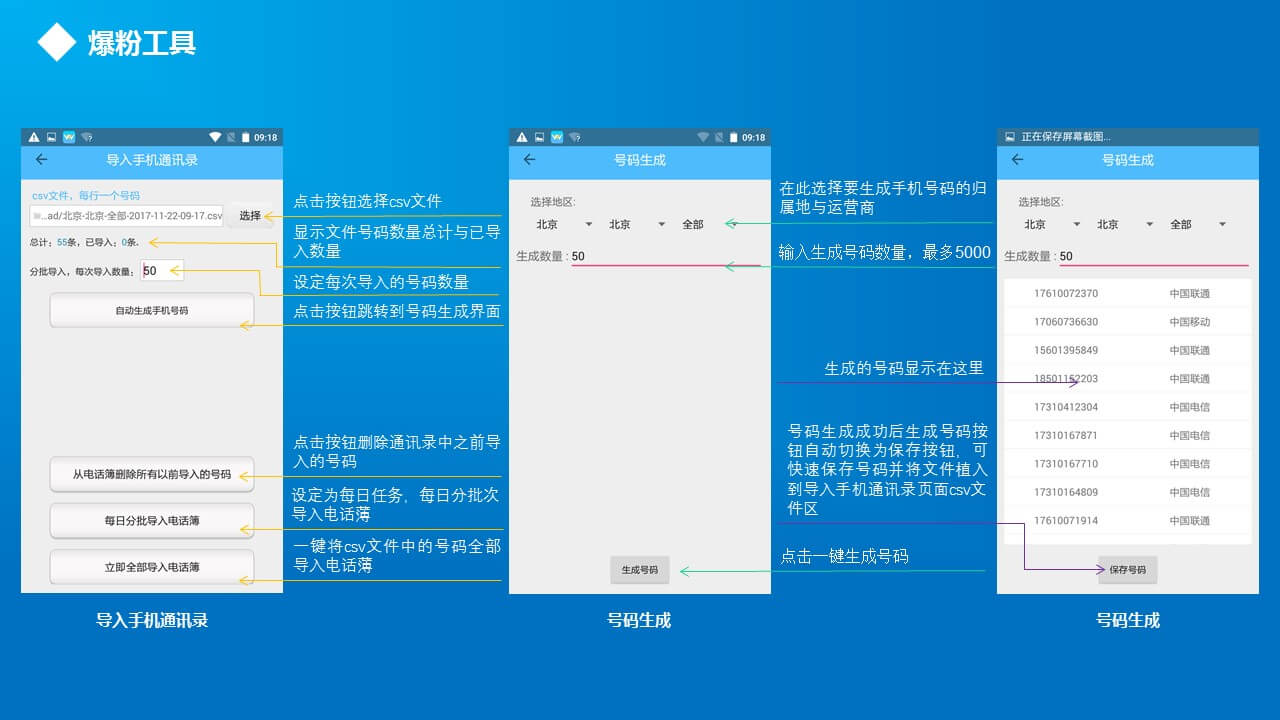 爆粉工具
09:18
导入手机通讯录
csv文件，每行一个号码
...ad/北京-北京-全部-2017-11-22-09-17.csv
选择
总计：55条，已导入：0条。
分批导入，每次导入数量：
50
自动生成手机号码
从电话簿删除所有以前导入的号码
每日分批导入电话簿
立即全部导入电话簿
导入手机通讯录
点击按钮选择csv文件
显示文件号码数量总计与已导
入数量
设定每次导入的号码数量
点击按钮跳转到号码生成界面
点击按钮删除通讯录中之前导
入的号码
设定为每日任务，每日分批次
导入电话薄
一键将csv文件中的号码全部
导入电话薄
09:18
号码生成
选择地区:
北京 北京 全部
生成数量 : 50
生成号码
号码生成
在此选择要生成手机号码的归
属地与运营商
输入生成号码数量，最多5000
生成的号码显示在这里
号码生成成功后生成号码按
钮自动切换为保存按钮，可
快速保存号码并将文件植入
到导入手机通讯录页面csv文
件区
点击一键生成号码
正在保存屏幕截图...
号码生成
选择地区:
北京 北京 全部
生成数量 : 50
17610072370 中国联通
17060736630 中国移动
15601395849 中国联通
18501152203 中国联通
17310412304 中国电信
17310167871 中国电信
17310167710 中国电信
17310164809 中国电信
17610071914 中国联通
保存号码
号码生成